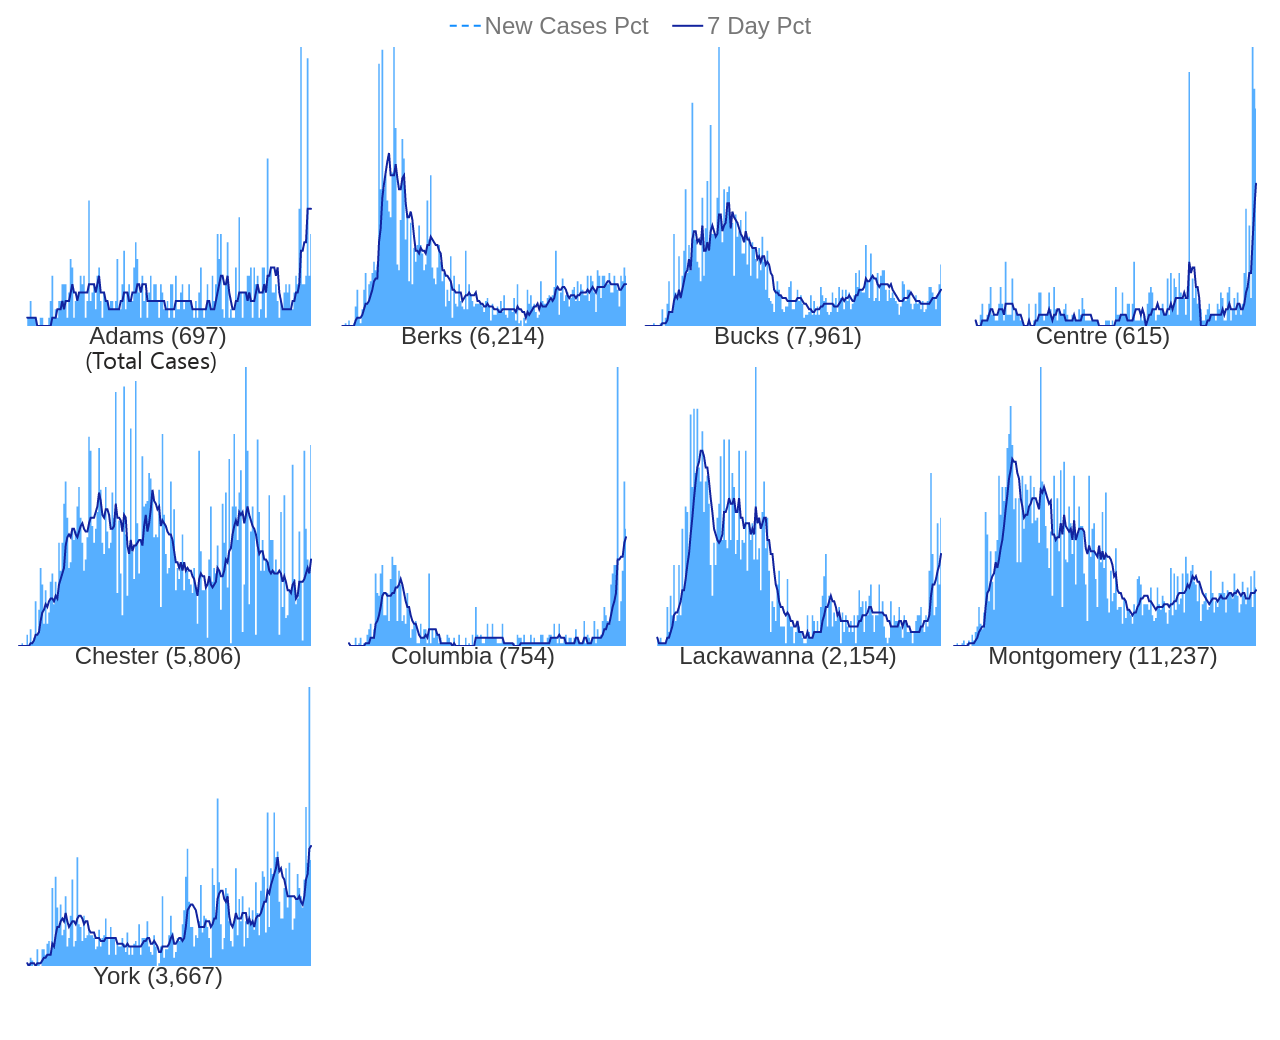 New Cases Pct 7 Day Pct
Adams (697)
(Total Cases)
Berks (6,214)
Bucks (7,961)
Centre (615)
Chester (5,806)
Columbia (754)
Lackawanna (2,154)
Montgomery (11,237)
York (3,667)